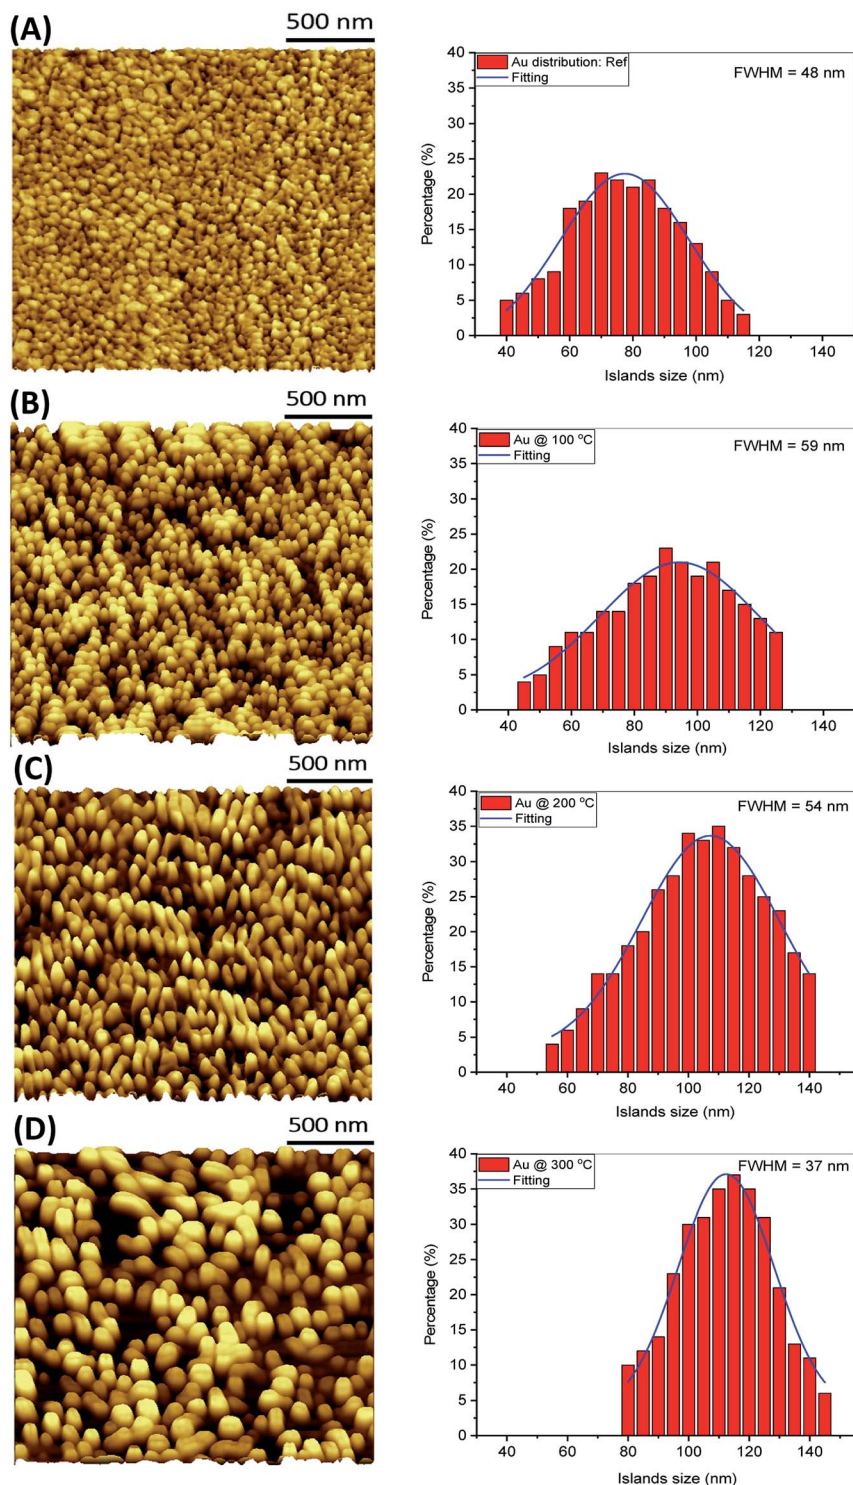 (A)
500 nm
Au distribution: Ref
Fitting
FWHM = 48 nm
Percentage (%)
40
35
30
25
20
15
10
5
0
40 60 80 100 120 140
Islands size (nm)
(B)
500 nm
Au @ 100 °C
Fitting
FWHM = 59 nm
Percentage (%)
40
35
30
25
20
15
10
5
0
40 60 80 100 120 140
Islands size (nm)
(C)
500 nm
Au @ 200 °C
Fitting
FWHM = 54 nm
Percentage (%)
40
35
30
25
20
15
10
5
0
40 60 80 100 120 140
Islands size (nm)
(D)
500 nm
Au @ 300 °C
Fitting
FWHM = 37 nm
Percentage (%)
40
35
30
25
20
15
10
5
0
40 60 80 100 120 140
Islands size (nm)